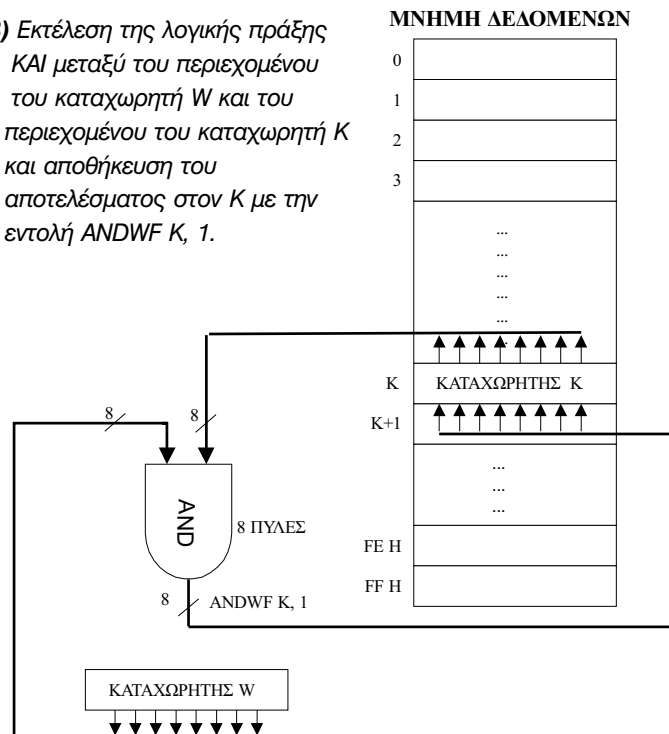 ) Εκτέλεση της λογικής πράξης
ΚΑΙ μεταξύ του περιεχομένου
του καταχωρητή W και του
περιεχομένου του καταχωρητή Κ
και αποθήκευση του
αποτελέσματος στον Κ με την
εντολή ANDWF K, 1.
ΜΝΗΜΗ ΔΕΔΟΜΕΝΩΝ
0
1
2
3
...
...
...
...
...
Κ ΚΑΤΑΧΩΡΗΤΗΣ Κ
Κ+1
8 8
AND
8 ΠΥΛΕΣ
...
...
...
FE H
FF H
8 ANDWF K, 1
ΚΑΤΑΧΩΡΗΤΗΣ W